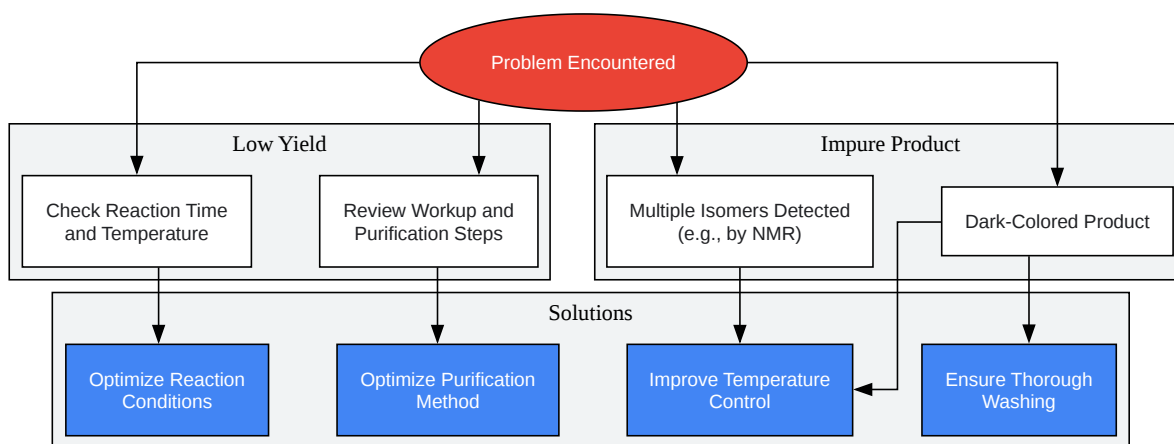 Problem Encountered
Low Yield
Impure Product
Check Reaction Time
and Temperature
Review Workup and
Purification Steps
Multiple Isomers Detected
(e.g., by NMR)
Dark-Colored Product
Solutions
Optimize Reaction
Conditions
Optimize Purification
Method
Improve Temperature
Control
Ensure Thorough
Washing